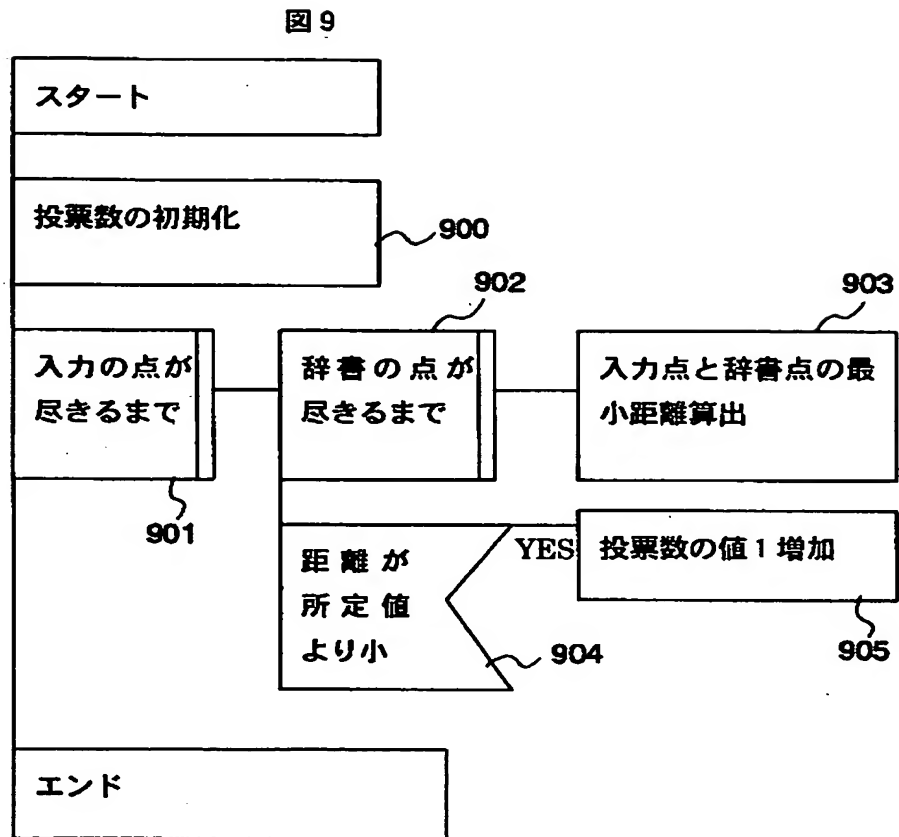 図9
スタート
投票数の初期化
900
902
903
入力の点が
尽きるまで
辞書の点が
尽きるまで
入力点と辞書点の最
小距離算出
901
距離が
所定値
より小
YES
投票数の値1増加
904
905
エンド